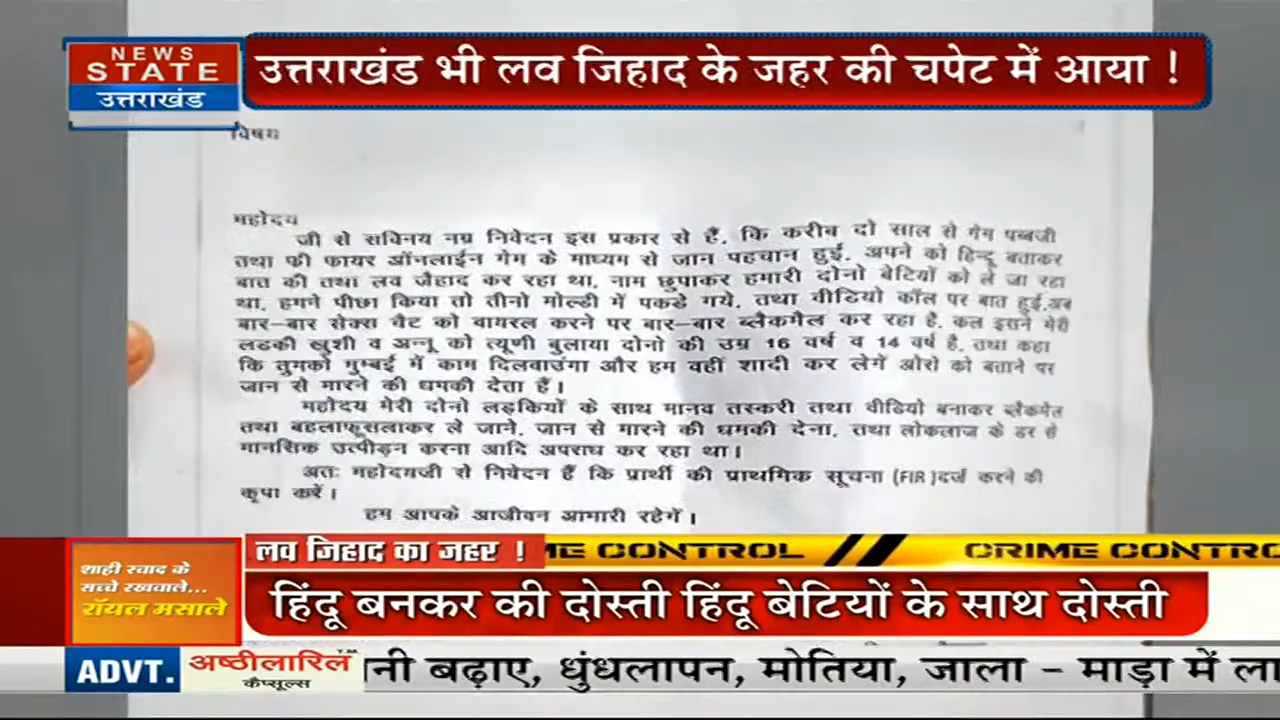 NEWS
STATE
उत्तराखंड
उत्तराखंड भी लव जिहाद के जहर की चपेट में आया !
विषय
महोदय
जी से सविनय नम्र निवेदन इस प्रकार से हैं, कि करीब दो साल से गेम पब्बजी
तथा फी फायर ऑनलाईन गेम के माध्यम से जान पहचान हुई, अपने को हिन्दू बताकर
बात की तथा लव जैहाद कर रहा था, नाम छुपाकर हमारी दोनो बेटियों को ले जा रहा
था, हमने पीछा किया तो तीनो मोल्डी में पकडे गये, तथा वीडियो कॉल पर बात हुई,अब
बार–बार सेक्स चैट को वायरल करने पर बार–बार ब्लैकमैल कर रहा है, कल इसने मेरी
लडकी खुशी व अन्नू को त्यूणी बुलाया दोनो की उम्र 16 वर्ष व 14 वर्ष है, तथा कहा
कि तुमको मुम्बई में काम दिलवाउंगा और हम वहीं शादी कर लेगें ओरो को बताने पर
जान से मारने की धमकी देता हैं।
महोदय मेरी दोनो लड़कियों के साथ मानव तस्करी तथा वीडियो बनाकर ब्लैकमेल
तथा बहलाफूसलाकर ले जाने, जान से मारने की धमकी देना, तथा लोकलाज के डर से
मानसिक उत्पीड़न करना आदि अपराध कर रहा था।
अतः महोदयजी से निवेदन हैं कि प्रार्थी की प्राथमिक सूचना (FIR )दर्ज करने की
कृपा करें।
हम आपके आजीवन आभारी रहेगें।
लव जिहाद का जहर !
ME CONTROL
CRIME CONTRO
शाही स्वाद के
सच्चे रखवाले...
रॉयल मसाले
हिंदू बनकर की दोस्ती हिंदू बेटियों के साथ दोस्ती
ADVT.
अष्ठीलारिल™
कैप्सूल्स
नी बढ़ाए, धुंधलापन, मोतिया, जाला - माड़ा में ला